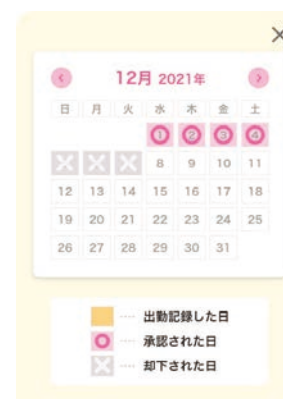 12月 2021年
日 月 火 水 木 金 土
1 2 3 4
8 9 10 11
12 13 14 15 16 17 18
19 20 21 22 23 24 25
26 27 28 29 30 31
···· 出勤記録した日
···· 承認された日
···· 却下された日